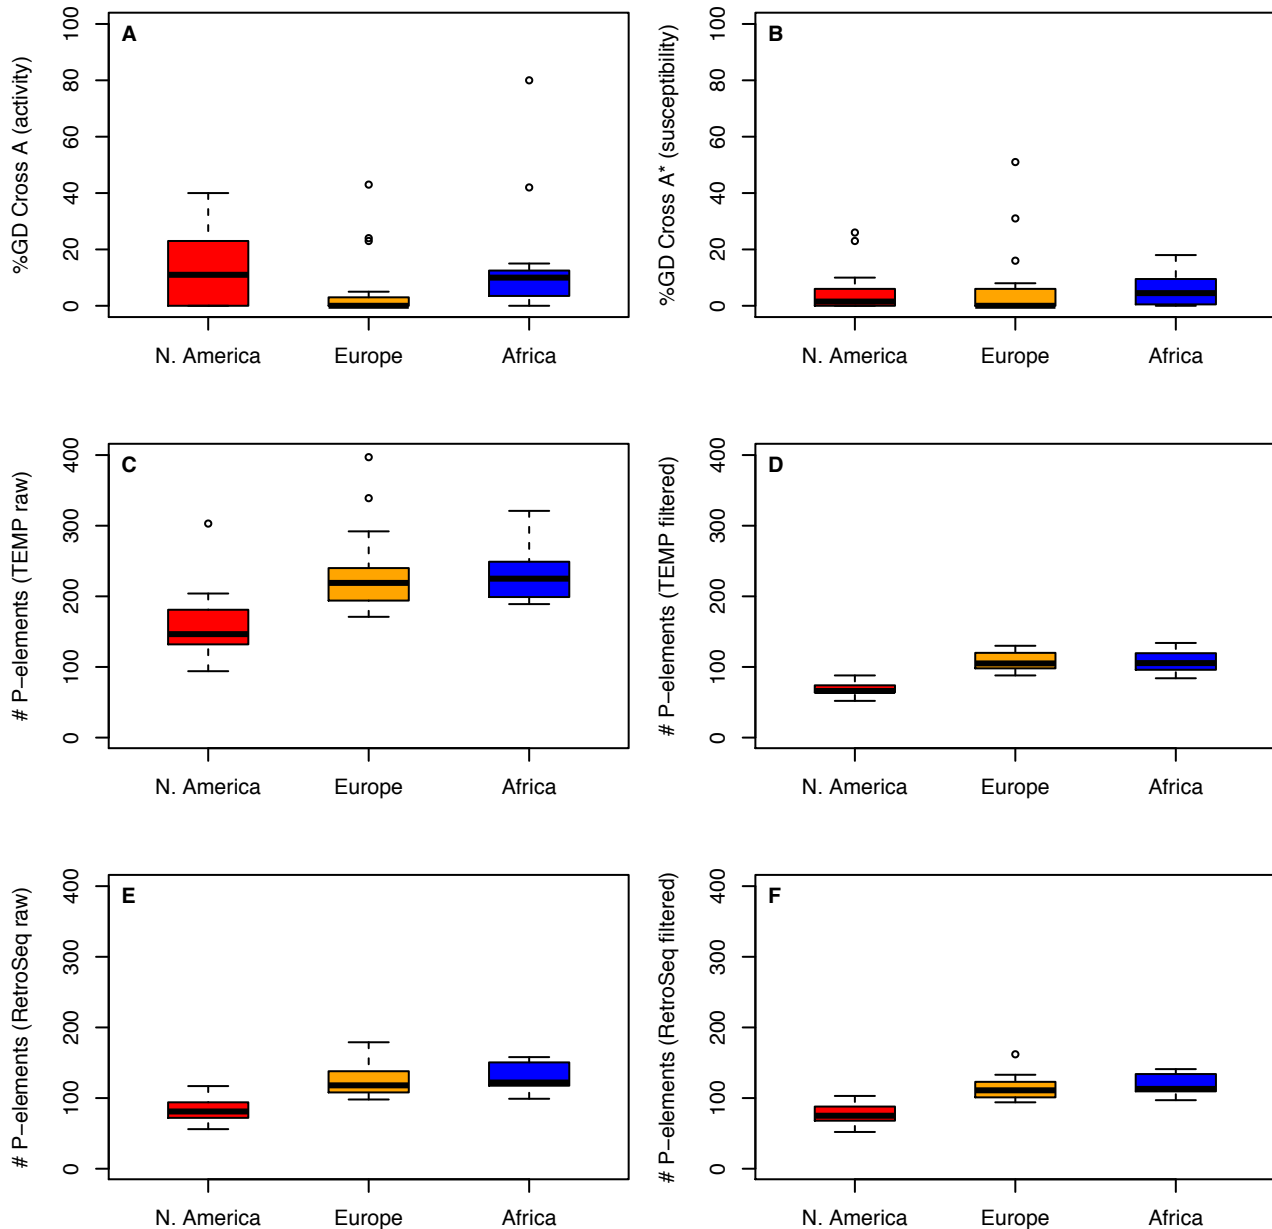 A
%GD Cross A (activity)
0 20 40 60 80 100
N. America Europe Africa
B
%GD Cross A* (susceptibility)
0 20 40 60 80 100
N. America Europe Africa
C
# P−elements (TEMP raw)
0 100 200 300 400
N. America Europe Africa
D
# P−elements (TEMP filtered)
0 100 200 300 400
N. America Europe Africa
E
# P−elements (RetroSeq raw)
0 100 200 300 400
N. America Europe Africa
F
# P−elements (RetroSeq filtered)
0 100 200 300 400
N. America Europe Africa